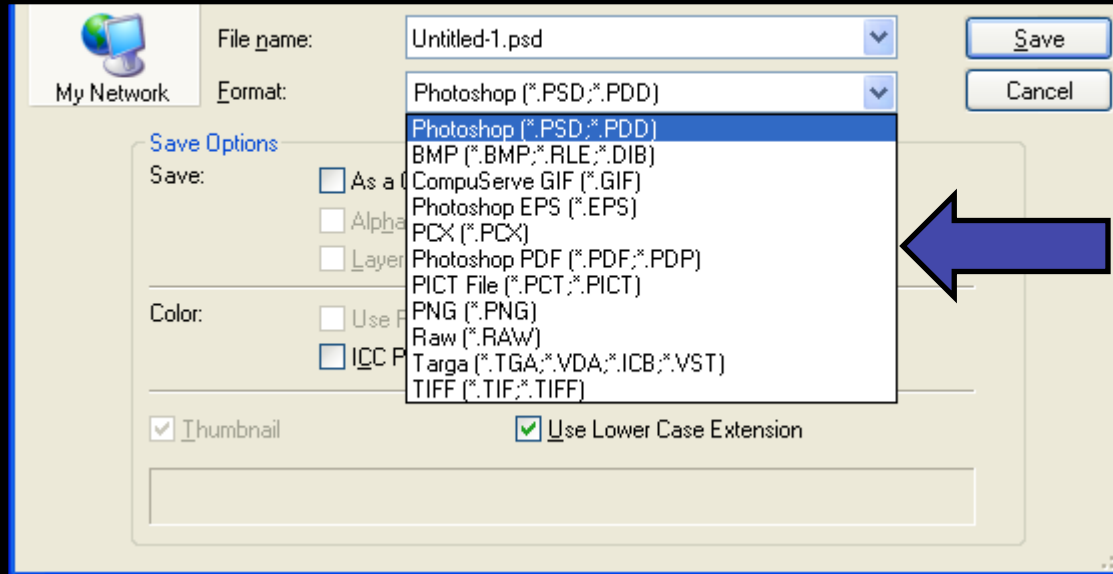 File name:
Untitled-1.psd
Save
My Network
Format:
Photoshop (*.PSD;*.PDD)
Cancel
Photoshop (*.PSD;*.PDD)
BMP (*.BMP;*.RLE;*.DIB)
CompuServe GIF (*.GIF)
Photoshop EPS (*.EPS)
PCX (*.PCX)
Photoshop PDF (*.PDF;*.PDP)
PICT File (*.PCT;*.PICT)
PNG (*.PNG)
Raw (*.RAW)
Targa (*.TGA;*.VDA;*.ICB;*.VST)
TIFF (*.TIF;*.TIFF)
Save Options
Save:
As a
Alpha
Layer
Color:
Use
ICC
Thumbnail
Use Lower Case Extension